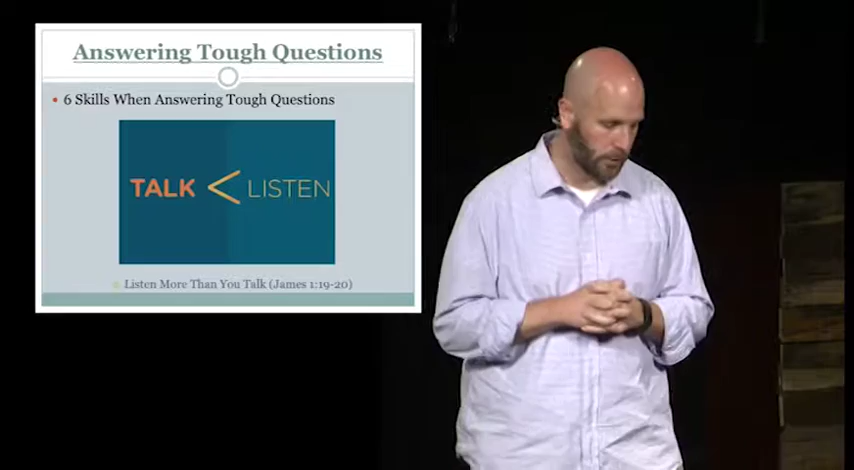 Answering Tough Questions
• 6 Skills When Answering Tough Questions
TALK < LISTEN
Listen More Than You Talk (James 1:19-20)